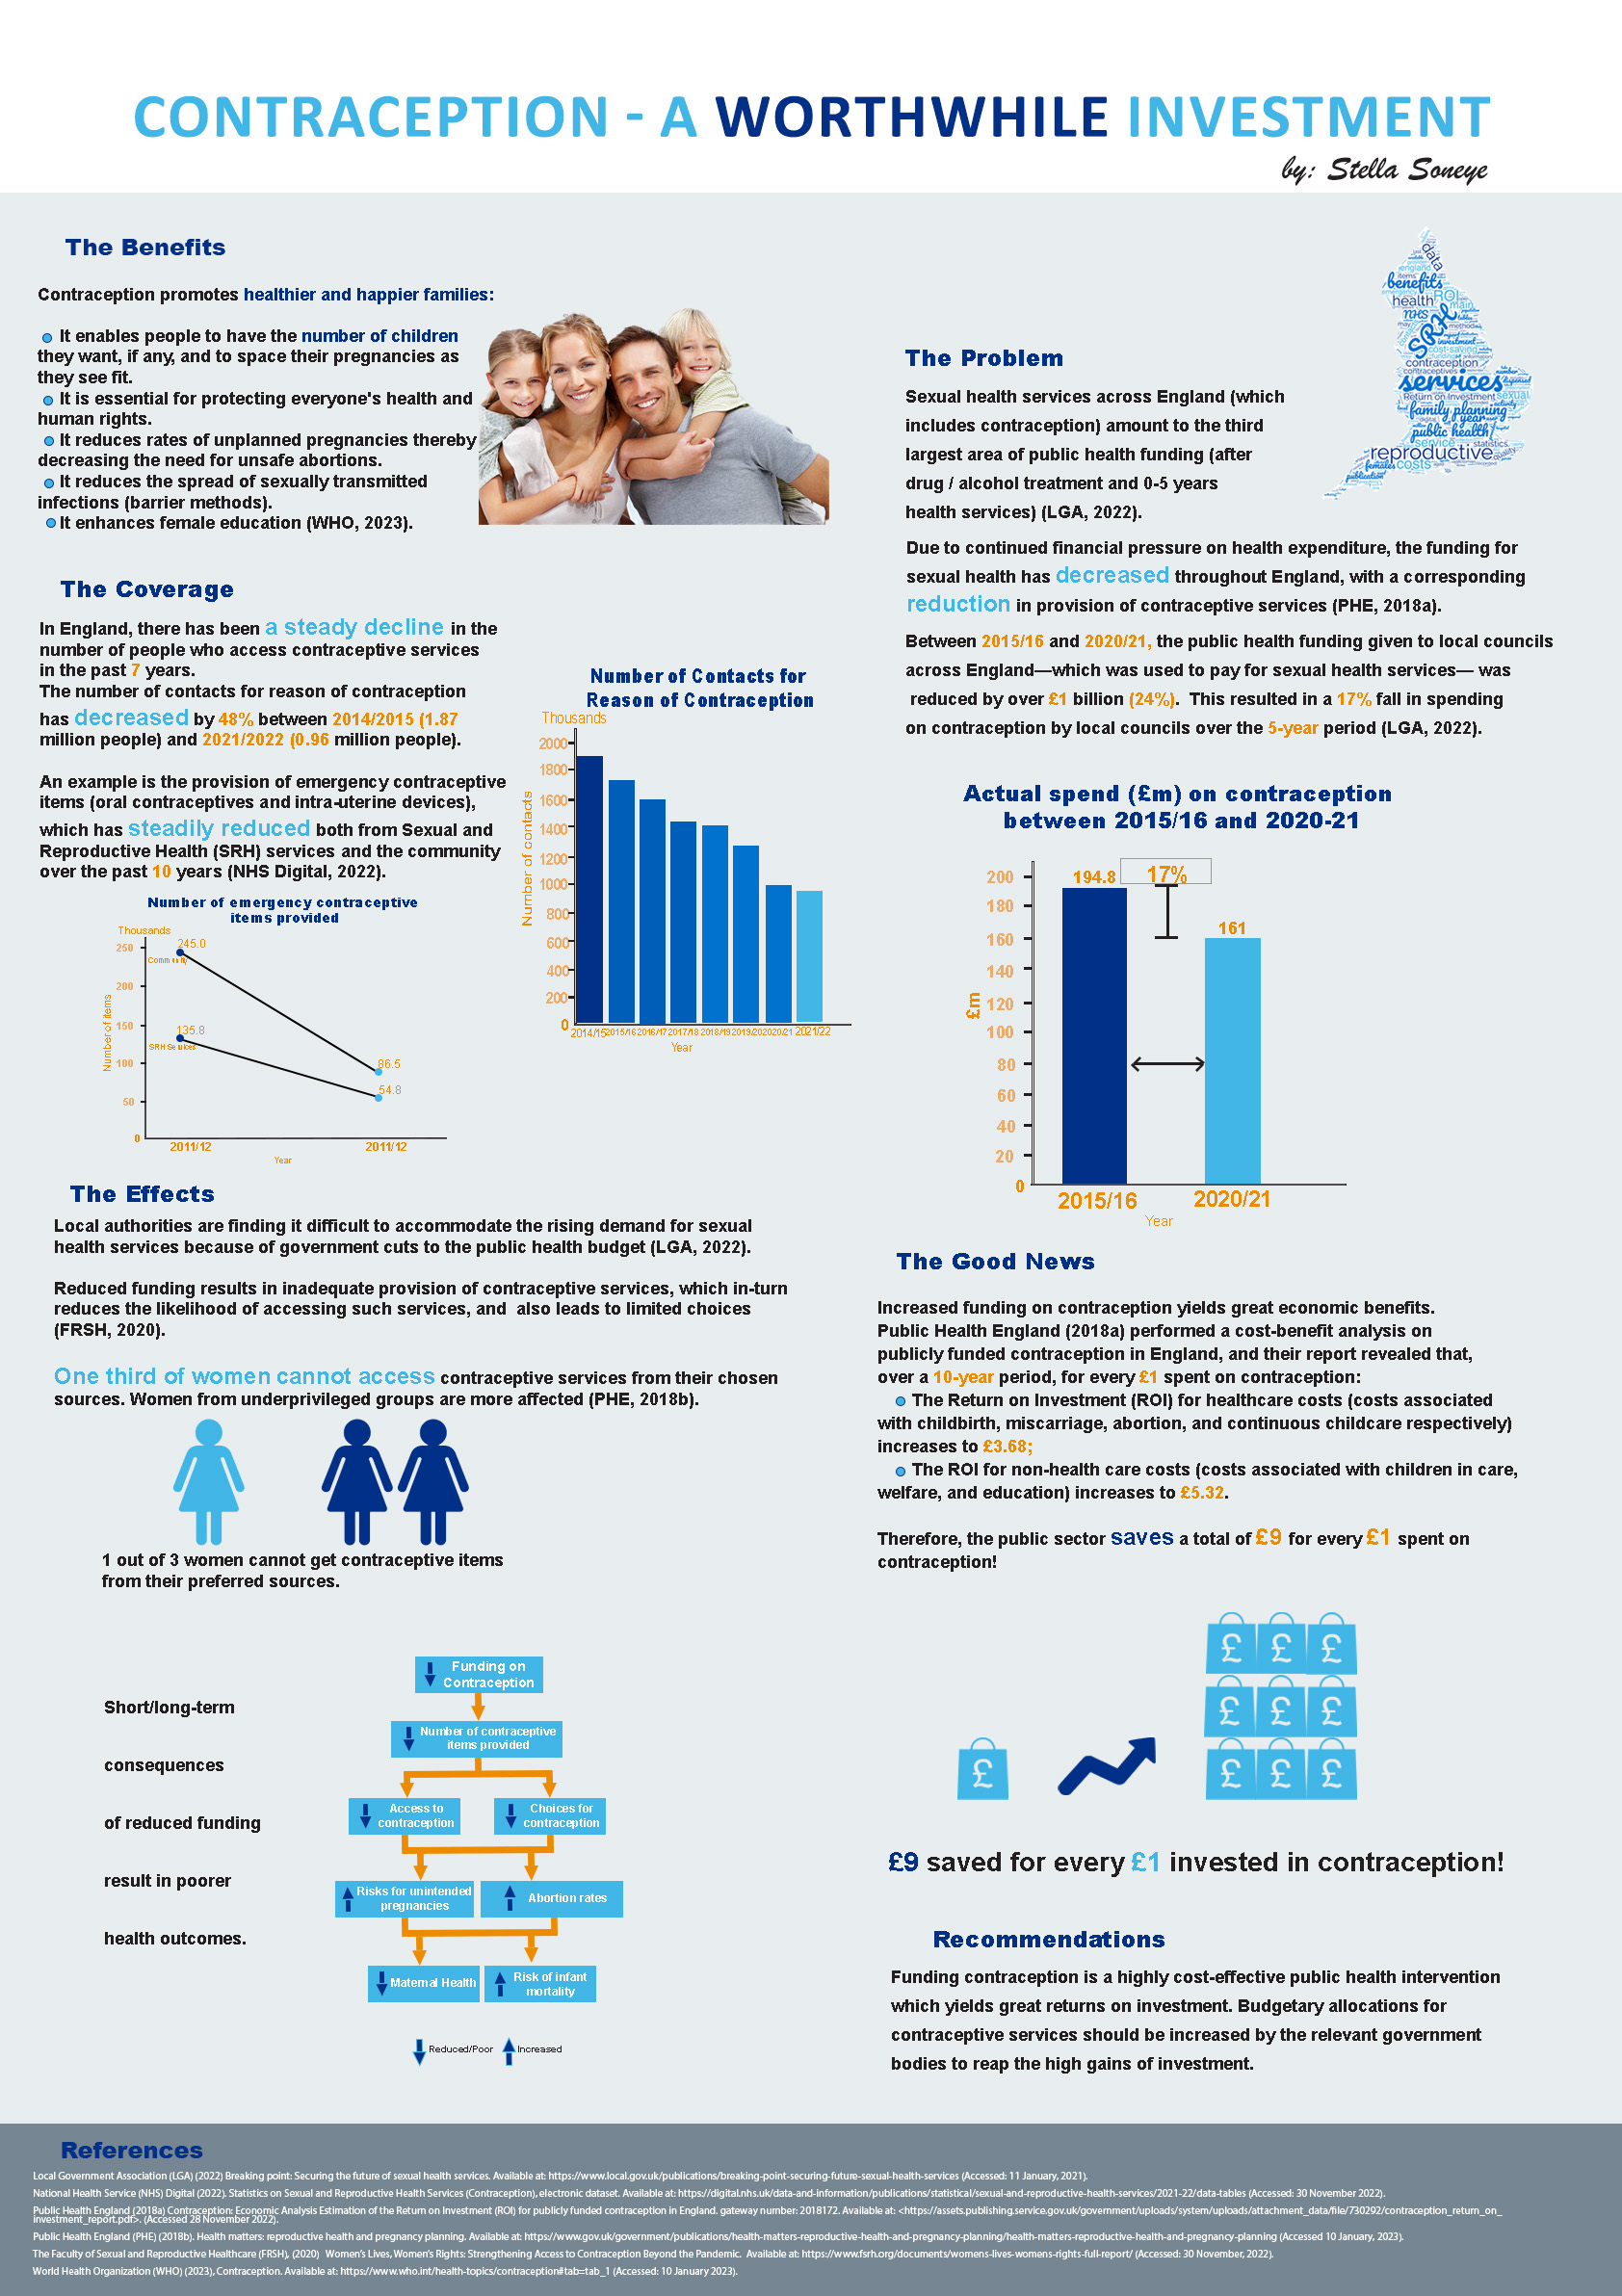 CONTRACEPTION - A WORTHWHILE INVESTMENT
by: Stella Soneye
The Benefits
Contraception promotes healthier and happier families:
It enables people to have the number of children
they want, if any, and to space their pregnancies as
they see fit.
It is essential for protecting everyone's health and
human rights.
It reduces rates of unplanned pregnancies thereby
decreasing the need for unsafe abortions.
It reduces the spread of sexually transmitted
infections (barrier methods).
It enhances female education (WHO, 2023).
The Coverage
In England, there has been a steady decline in the
number of people who access contraceptive services
in the past 7 years.
The number of contacts for reason of contraception
has decreased by 48% between 2014/2015 (1.87
million people) and 2021/2022 (0.96 million people).
An example is the provision of emergency contraceptive
items (oral contraceptives and intra-uterine devices),
which has steadily reduced both from Sexual and
Reproductive Health (SRH) services and the community
over the past 10 years (NHS Digital, 2022).
Number of emergency contraceptive
items provided
Thousands
250
200
150
100
50
0
Number of items
245.0
Community
135.8
SRH Services
86.5
54.8
2011/12
2011/12
Year
Number of Contacts for
Reason of Contraception
Thousands
2000
1800
1600
1400
1200
1000
800
600
400
200
0
Number of contacts
2014/15 2015/16 2016/17 2017/18 2018/19 2019/20 2020/21 2021/22
Year
The Effects
Local authorities are finding it difficult to accommodate the rising demand for sexual
health services because of government cuts to the public health budget (LGA, 2022).
Reduced funding results in inadequate provision of contraceptive services, which in-turn
reduces the likelihood of accessing such services, and also leads to limited choices
(FRSH, 2020).
One third of women cannot access contraceptive services from their chosen
sources. Women from underprivileged groups are more affected (PHE, 2018b).
1 out of 3 women cannot get contraceptive items
from their preferred sources.
Short/long-term
consequences
of reduced funding
result in poorer
health outcomes.
Funding on
Contraception
Number of contraceptive
items provided
Access to
contraception
Choices for
contraception
Risks for unintended
pregnancies
Abortion rates
Maternal Health
Risk of infant
mortality
Reduced/Poor
Increased
data
england
items
benefits
health
ROI
main
NHS
may
SRH
methods
investment
cost-saving
contraception
contraceptives
services
Return on Investment
sexual
family planning
public health
service
statistics
reproductive
quality
females
costs
publication
The Problem
Sexual health services across England (which
includes contraception) amount to the third
largest area of public health funding (after
drug / alcohol treatment and 0-5 years
health services) (LGA, 2022).
Due to continued financial pressure on health expenditure, the funding for
sexual health has decreased throughout England, with a corresponding
reduction in provision of contraceptive services (PHE, 2018a).
Between 2015/16 and 2020/21, the public health funding given to local councils
across England—which was used to pay for sexual health services— was
reduced by over £1 billion (24%). This resulted in a 17% fall in spending
on contraception by local councils over the 5-year period (LGA, 2022).
Actual spend (£m) on contraception
between 2015/16 and 2020-21
200
180
160
140
120
100
80
60
40
20
0
£m
194.8
17%
161
2015/16
2020/21
Year
The Good News
Increased funding on contraception yields great economic benefits.
Public Health England (2018a) performed a cost-benefit analysis on
publicly funded contraception in England, and their report revealed that,
over a 10-year period, for every £1 spent on contraception:
The Return on Investment (ROI) for healthcare costs (costs associated
with childbirth, miscarriage, abortion, and continuous childcare respectively)
increases to £3.68;
The ROI for non-health care costs (costs associated with children in care,
welfare, and education) increases to £5.32.
Therefore, the public sector saves a total of £9 for every £1 spent on
contraception!
£
£ £ £
£ £ £
£ £ £
£9 saved for every £1 invested in contraception!
Recommendations
Funding contraception is a highly cost-effective public health intervention
which yields great returns on investment. Budgetary allocations for
contraceptive services should be increased by the relevant government
bodies to reap the high gains of investment.
References
Local Government Association (LGA) (2022) Breaking point: Securing the future of sexual health services. Available at: https://www.local.gov.uk/publications/breaking-point-securing-future-sexual-health-services (Accessed: 11 January, 2021).
National Health Service (NHS) Digital (2022). Statistics on Sexual and Reproductive Health Services (Contraception), electronic dataset. Available at: https://digital.nhs.uk/data-and-information/publications/statistical/sexual-and-reproductive-health-services/2021-22/data-tables (Accessed: 30 November 2022).
Public Health England (2018a) Contraception: Economic Analysis Estimation of the Return on Investment (ROI) for publicly funded contraception in England. gateway number: 2018172. Available at: <https://assets.publishing.service.gov.uk/government/uploads/system/uploads/attachment_data/file/730292/contraception_return_on_
investment_report.pdf>. (Accessed 28 November 2022).
Public Health England (PHE) (2018b). Health matters: reproductive health and pregnancy planning. Available at: https://www.gov.uk/government/publications/health-matters-reproductive-health-and-pregnancy-planning/health-matters-reproductive-health-and-pregnancy-planning (Accessed 10 January, 2023).
The Faculty of Sexual and Reproductive Healthcare (FRSH), (2020) Women's Lives, Women's Rights: Strengthening Access to Contraception Beyond the Pandemic. Available at: https://www.fsrh.org/documents/womens-lives-womens-rights-full-report/ (Accessed: 30 November, 2022).
World Health Organization (WHO) (2023), Contraception. Available at: https://www.who.int/health-topics/contraception#tab=tab_1 (Accessed: 10 January 2023).